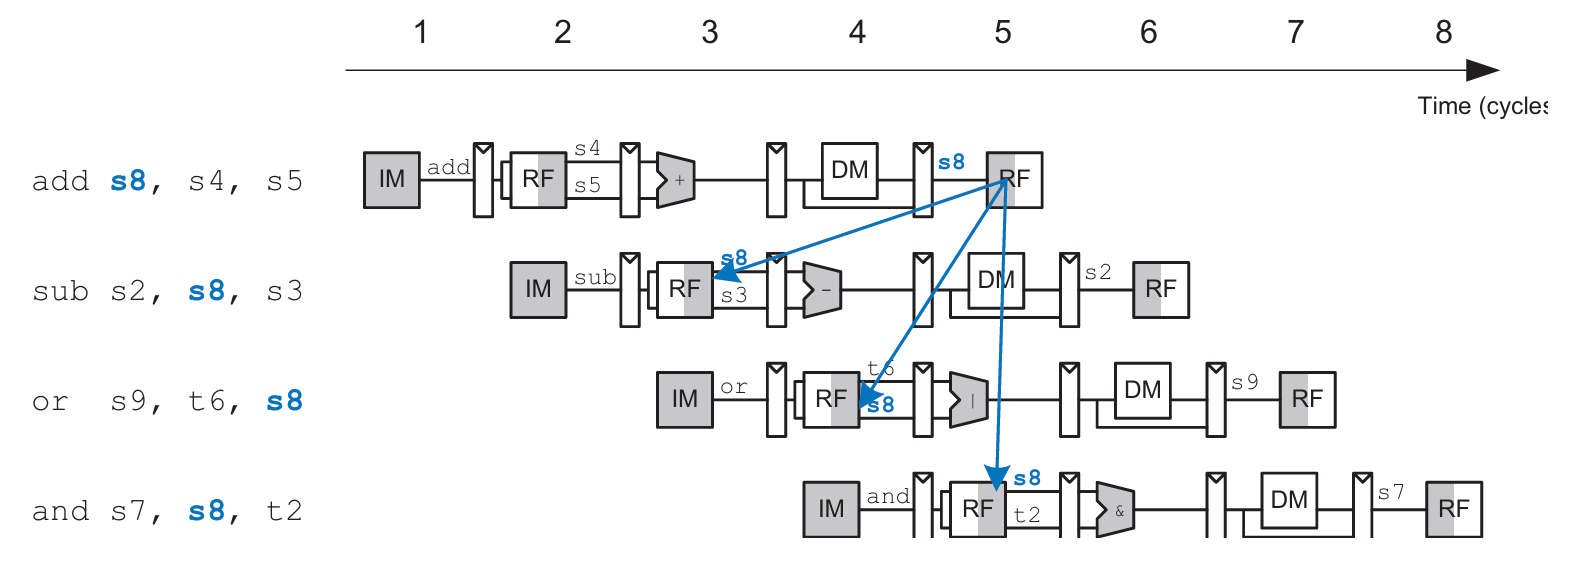 1 2 3 4 5 6 7 8
Time (cycles
add s8, s4, s5 IM add RF s4 s5 + DM s8 RF
sub s2, s8, s3 IM sub RF s8 s3 - DM s2 RF
or s9, t6, s8 IM or RF t6 s8 | DM s9 RF
and s7, s8, t2 IM and RF s8 t2 & DM s7 RF